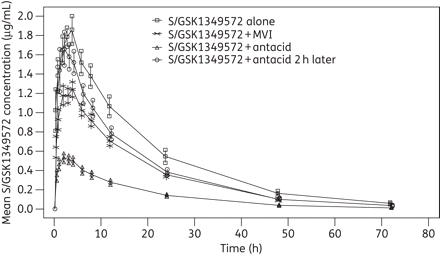 Mean S/GSK1349572 concentration (µg/mL)
2.0
1.8
1.6
1.4
1.2
1.0
0.8
0.6
0.4
0.2
0.0
S/GSK1349572 alone
S/GSK1349572 + MVI
S/GSK1349572 + antacid
S/GSK1349572 + antacid 2 h later
0 10 20 30 40 50 60 70 80
Time (h)